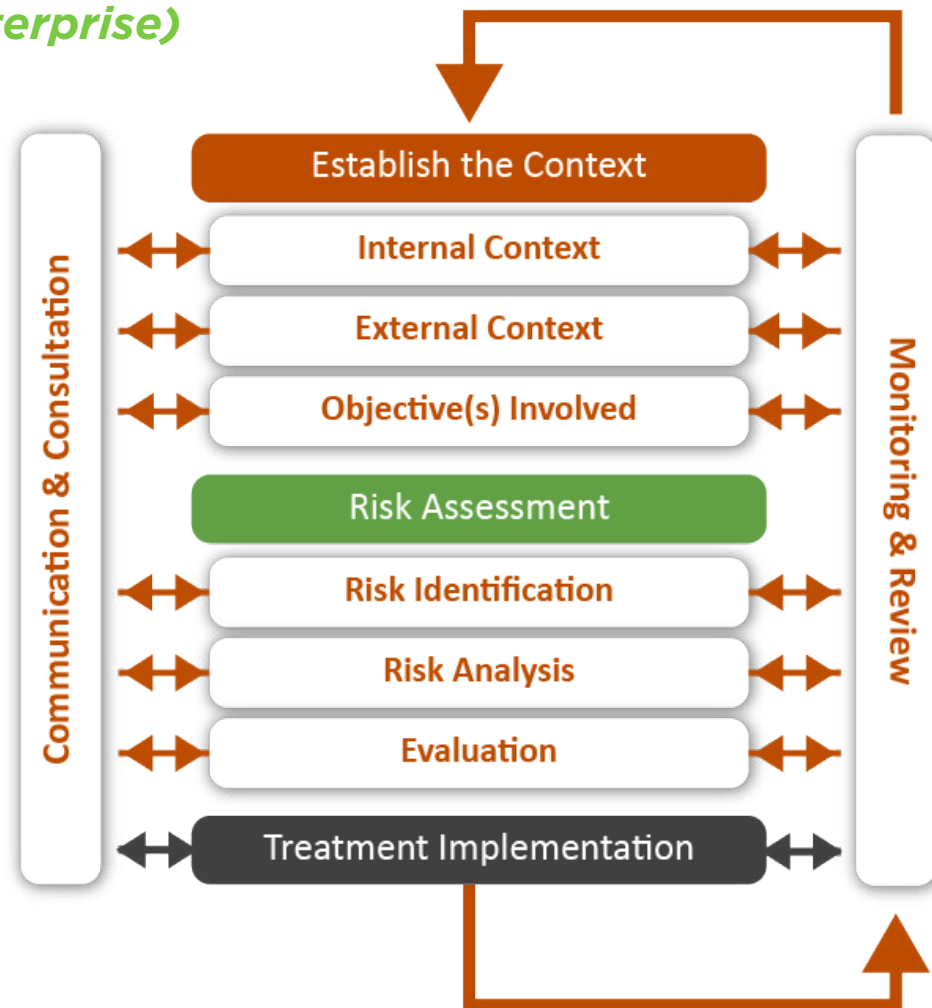 terprise)
Establish the Context
Internal Context
External Context
Objective(s) Involved
Risk Assessment
Risk Identification
Risk Analysis
Evaluation
Treatment Implementation
Communication & Consultation
Monitoring & Review